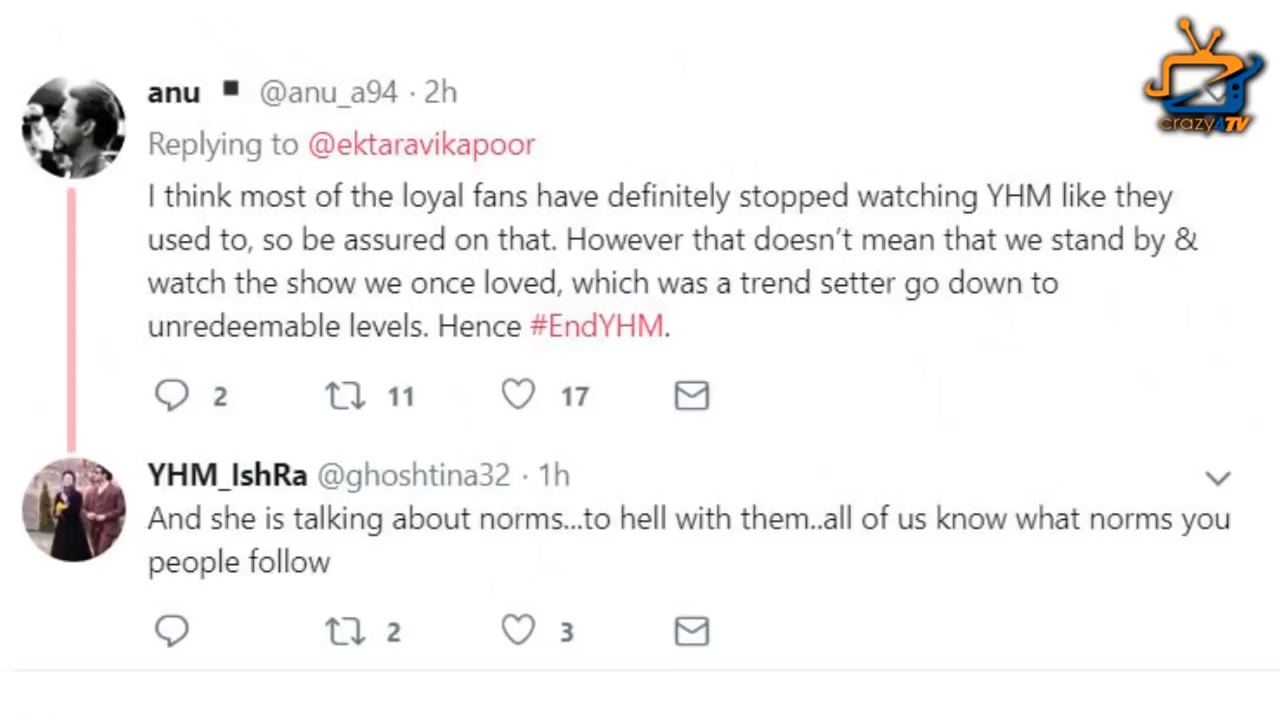 crazy4TV
anu ▪ @anu_a94 · 2h
Replying to @ektaravikapoor
I think most of the loyal fans have definitely stopped watching YHM like they
used to, so be assured on that. However that doesn’t mean that we stand by &
watch the show we once loved, which was a trend setter go down to
unredeemable levels. Hence #EndYHM.
2 11 17
YHM_IshRa @ghoshtina32 · 1h
And she is talking about norms...to hell with them..all of us know what norms you
people follow
2 3